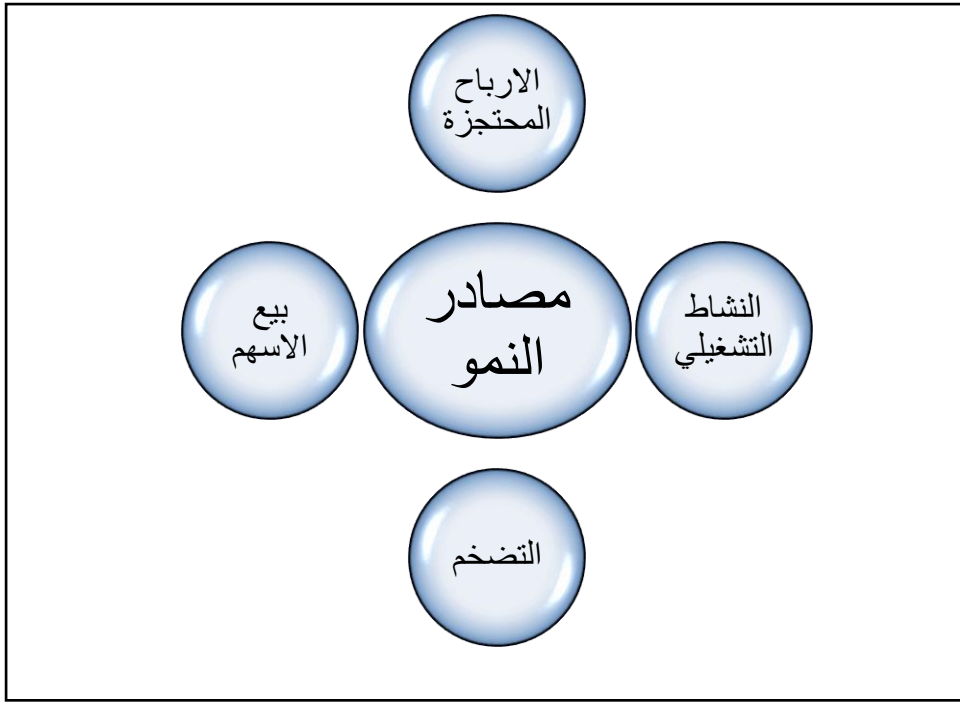 الارباح
المحتجزة
مصادر
النمو
النشاط
التشغيلي
بيع
الاسهم
التضخم